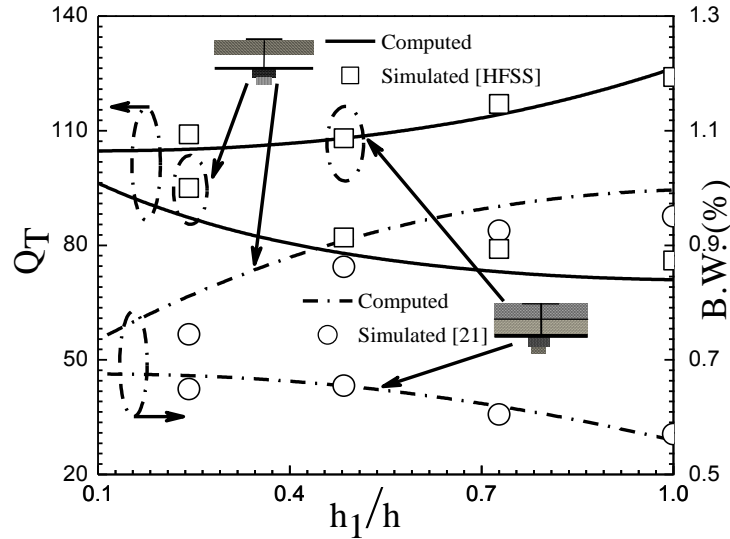 140
110
80
50
20
Q_T
Computed
Simulated [HFSS]
Computed
Simulated [21]
1.3
1.1
0.9
0.7
0.5
B.W. (%)
0.1
0.4
0.7
1.0
h_1/h